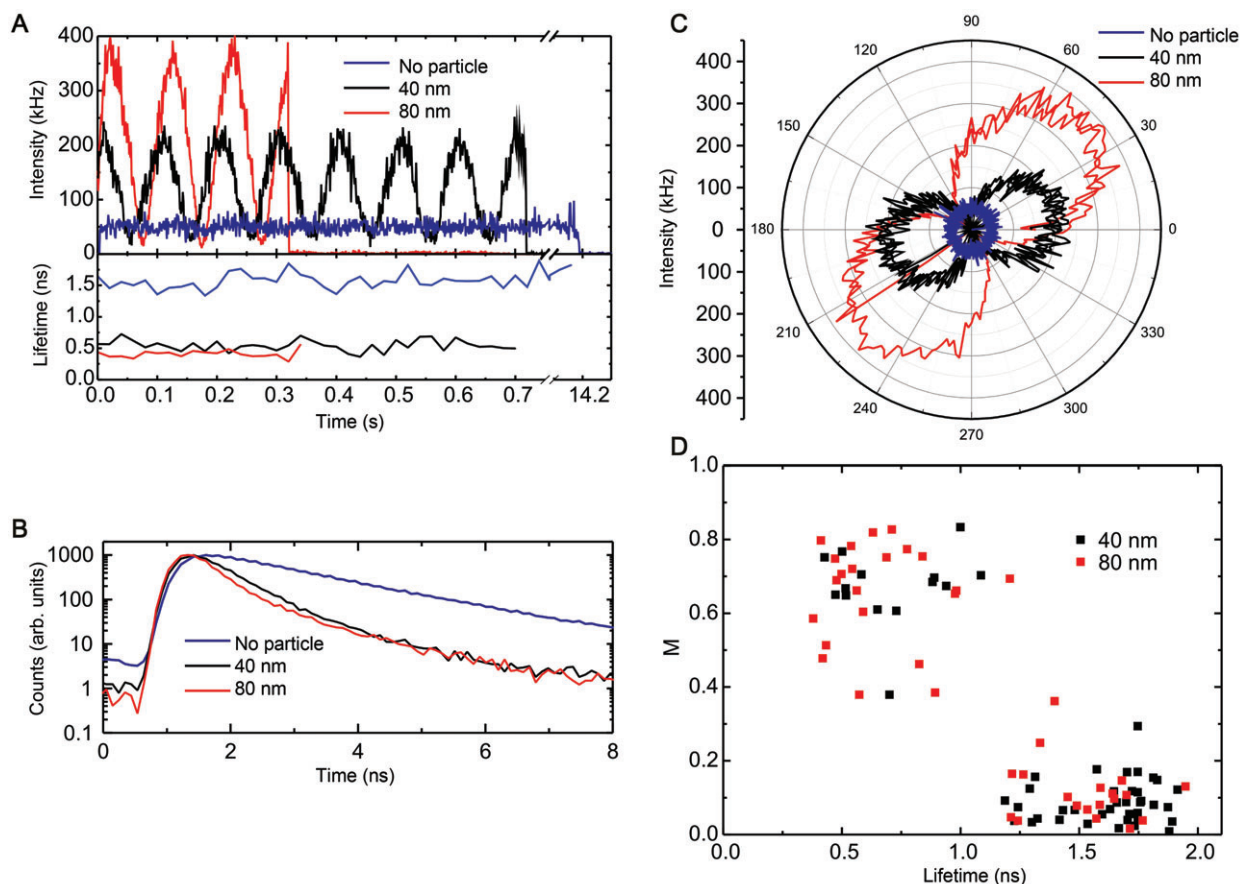 A
400
300
200
100
0
Intensity (kHz)
No particle
40 nm
80 nm
1.5
1.0
0.5
0.0
Lifetime (ns)
0.0 0.1 0.2 0.3 0.4 0.5 0.6 0.7 14.2
Time (s)
B
1000
100
10
1
0.1
Counts (arb. units)
No particle
40 nm
80 nm
0 2 4 6 8
Time (ns)
C
No particle
40 nm
80 nm
400
300
200
100
0
100
200
300
400
Intensity (kHz)
90
120
60
150
30
180
0
210
330
240
300
270
D
1.0
0.8
0.6
0.4
0.2
0.0
M
40 nm
80 nm
0.0 0.5 1.0 1.5 2.0
Lifetime (ns)